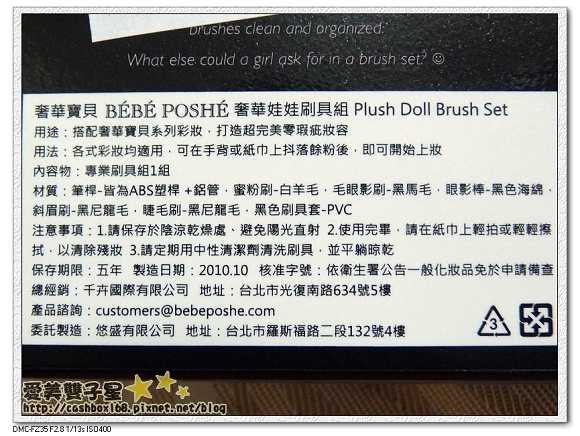 brushes clean and organized.
What else could a girl ask for in a brush set? ☺
奢華寶貝 BÉBÉ POSHÉ 奢華娃娃刷具組 Plush Doll Brush Set
用途：搭配奢華寶貝系列彩妝，打造超完美零瑕疵妝容
用法：各式彩妝均適用，可在手背或紙巾上抖落餘粉後，即可開始上妝
內容物：專業刷具組1組
材質：筆桿-皆為ABS塑桿+鋁管，蜜粉刷-白羊毛，毛眼影刷-黑馬毛，眼影棒-黑色海綿，
斜眉刷-黑尼龍毛，睫毛刷-黑尼龍毛，黑色刷具套-PVC
注意事項：1.請保存於陰涼乾燥處、避免陽光直射 2.使用完畢，請在紙巾上輕拍或輕輕擦
拭，以清除殘妝 3.請定期用中性清潔劑清洗刷具，並平躺晾乾
保存期限：五年 製造日期：2010.10 核准字號：依衛生署公告一般化妝品免於申請備查
總經銷：千卉國際有限公司 地址：台北市光復南路634號5樓
產品諮詢：customers@bebeposhe.com
委託製造：悠盛有限公司 地址：台北市羅斯福路二段132號4樓
3
愛美雙子星
http://coshbox168.pixnet.net/blog
DMC-FZ35 F2.8 1/13s ISO400